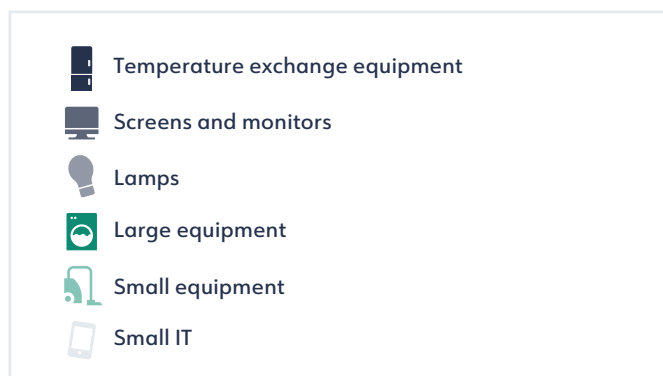 Temperature exchange equipment
Screens and monitors
Lamps
Large equipment
Small equipment
Small IT